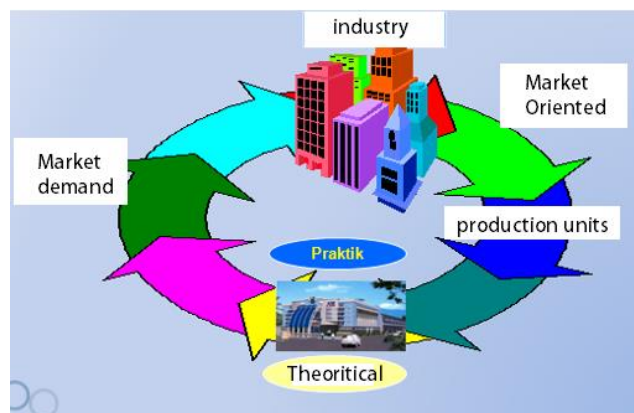 industry
Market
Oriented
Market
demand
production units
Praktik
Theoritical